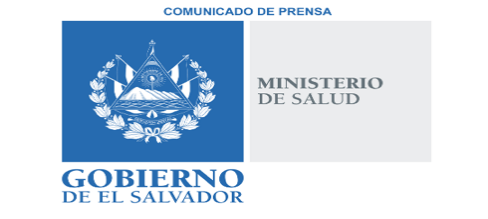 COMUNICADO DE PRENSA
MINISTERIO
DE SALUD
GOBIERNO
DE EL SALVADOR